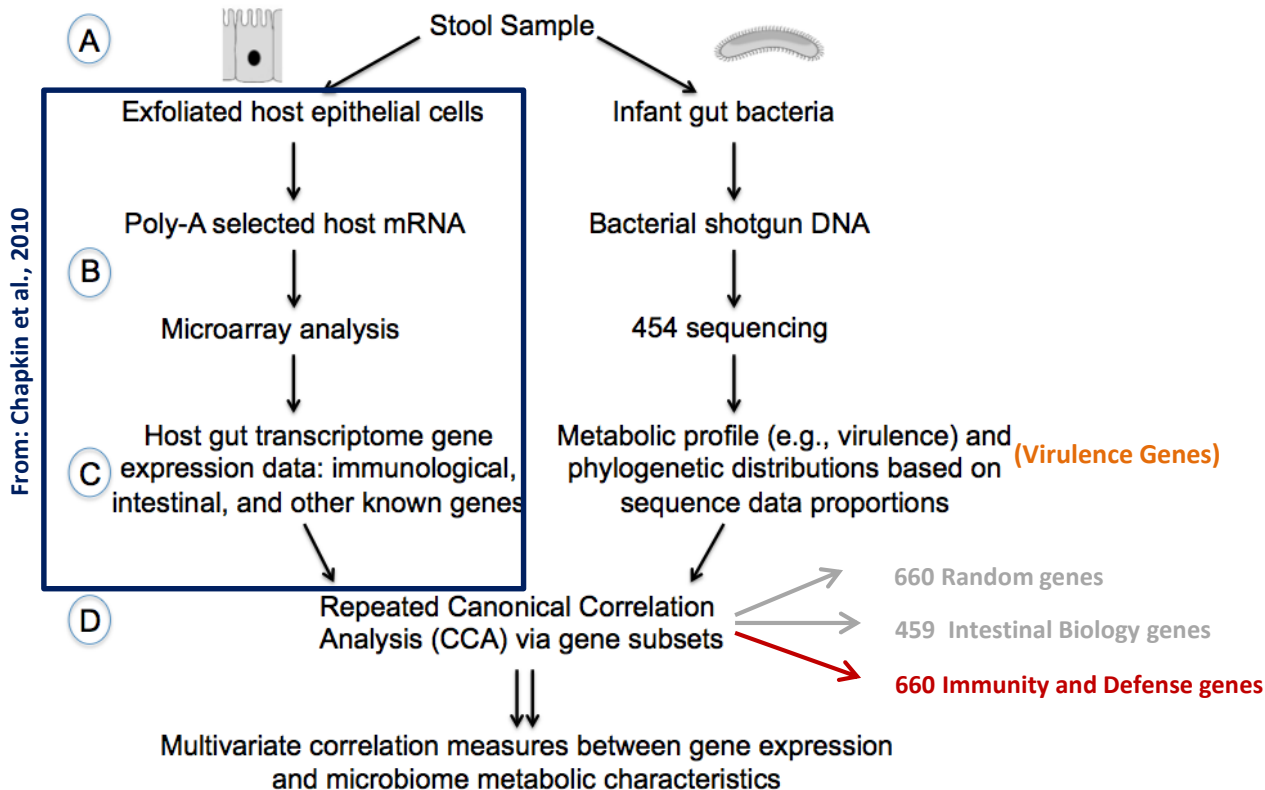 A
Stool Sample
Exfoliated host epithelial cells
Infant gut bacteria
From: Chapkin et al., 2010
Poly-A selected host mRNA
Bacterial shotgun DNA
B
Microarray analysis
454 sequencing
C
Host gut transcriptome gene
expression data: immunological,
intestinal, and other known genes
Metabolic profile (e.g., virulence) and
phylogenetic distributions based on
sequence data proportions
(Virulence Genes)
D
Repeated Canonical Correlation
Analysis (CCA) via gene subsets
660 Random genes
459 Intestinal Biology genes
660 Immunity and Defense genes
Multivariate correlation measures between gene expression
and microbiome metabolic characteristics